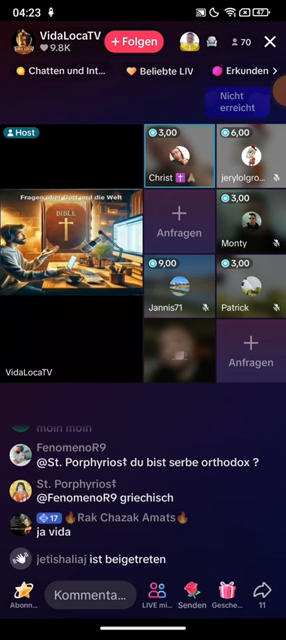 04:23
47
VidaLocaTV
9.8K
+ Folgen
70
Chatten und Int...
Beliebte LIV
Erkunden
Nicht
erreicht
Host
3,00
6,00
Fragen über Gott und die Welt
BIBLE
Christ
jerylolgro...
+
Anfragen
3,00
Monty
9,00
3,00
Jannis71
Patrick
+
Anfragen
VidaLocaTV
moin moin
FenomenoR9
@St. Porphyrios☦ du bist serbe orthodox ?
St. Porphyrios☦
@FenomenoR9 griechisch
17 🔥Rak Chazak Amats🔥
ja vida
jetishaliaj ist beigetreten
Abonn...
Kommenta...
LIVE mi...
Senden
Gesche...
11